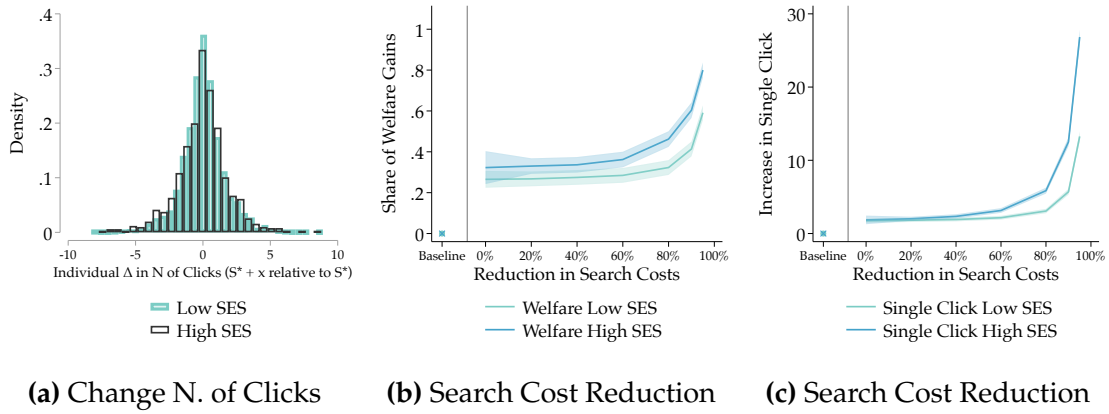 .4
.3
.2
.1
0
Density
-10 -5 0 5 10
Individual Δ in N of Clicks (S* + x relative to S*)
Low SES
High SES
(a) Change N. of Clicks
1
.8
.6
.4
.2
0
Share of Welfare Gains
Baseline 0% 20% 40% 60% 80% 100%
Reduction in Search Costs
Welfare Low SES
Welfare High SES
(b) Search Cost Reduction
30
20
10
0
Increase in Single Click
Baseline 0% 20% 40% 60% 80% 100%
Reduction in Search Costs
Single Click Low SES
Single Click High SES
(c) Search Cost Reduction